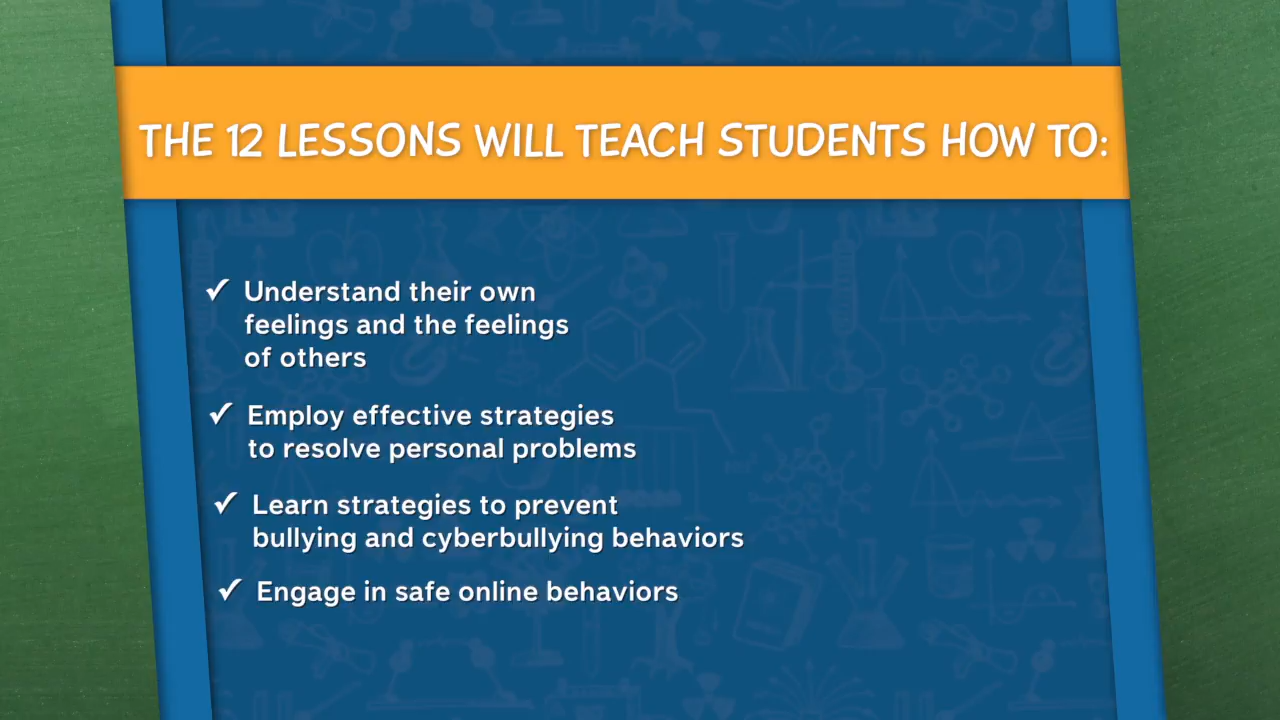 THE 12 LESSONS WILL TEACH STUDENTS HOW TO:
✓ Understand their own
feelings and the feelings
of others
✓ Employ effective strategies
to resolve personal problems
✓ Learn strategies to prevent
bullying and cyberbullying behaviors
✓ Engage in safe online behaviors